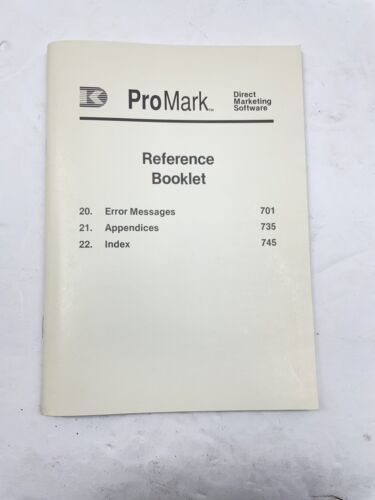 ProMark™
Direct
Marketing
Software
Reference
Booklet
20. Error Messages 701
21. Appendices 735
22. Index 745